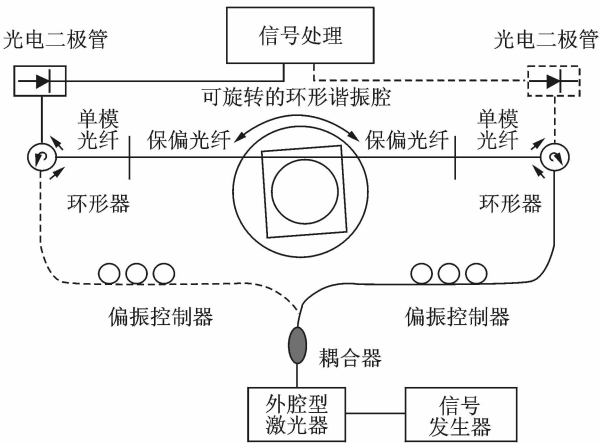 光电二极管
信号处理
光电二极管
可旋转的环形谐振腔
单模
光纤
保偏光纤
保偏光纤
单模
光纤
环形器
环形器
偏振控制器
偏振控制器
耦合器
外腔型
激光器
信号
发生器